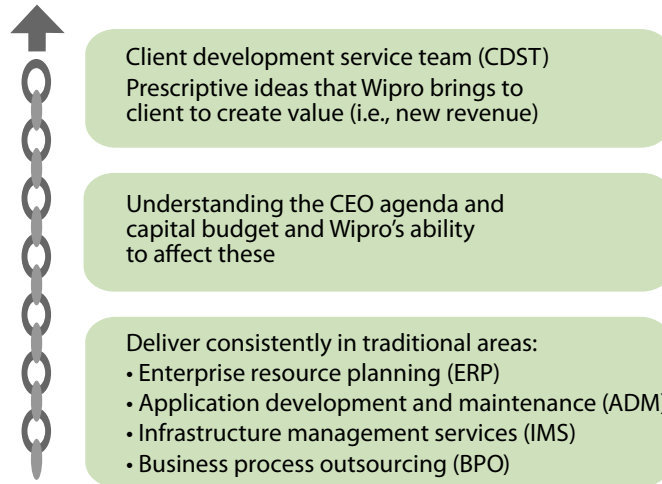 Client development service team (CDST)
Prescriptive ideas that Wipro brings to
client to create value (i.e., new revenue)
Understanding the CEO agenda and
capital budget and Wipro’s ability
to affect these
Deliver consistently in traditional areas:
• Enterprise resource planning (ERP)
• Application development and maintenance (ADM)
• Infrastructure management services (IMS)
• Business process outsourcing (BPO)